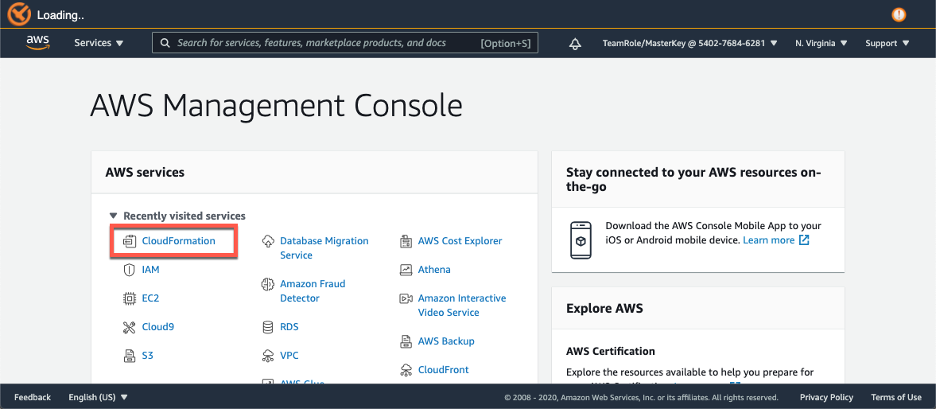 Loading..
aws
Services
Search for services, features, marketplace products, and docs
[Option+S]
TeamRole/MasterKey @ 5402-7684-6281
N. Virginia
Support
AWS Management Console
AWS services
Recently visited services
CloudFormation
IAM
EC2
Cloud9
S3
Database Migration
Service
Amazon Fraud
Detector
RDS
VPC
AWS Glue
AWS Cost Explorer
Athena
Amazon Interactive
Video Service
AWS Backup
CloudFront
Stay connected to your AWS resources on-
the-go
Download the AWS Console Mobile App to your
iOS or Android mobile device. Learn more
Explore AWS
AWS Certification
Explore the resources available to help you prepare for
Feedback
English (US)
© 2008 - 2020, Amazon Web Services, Inc. or its affiliates. All rights reserved.
Privacy Policy
Terms of Use